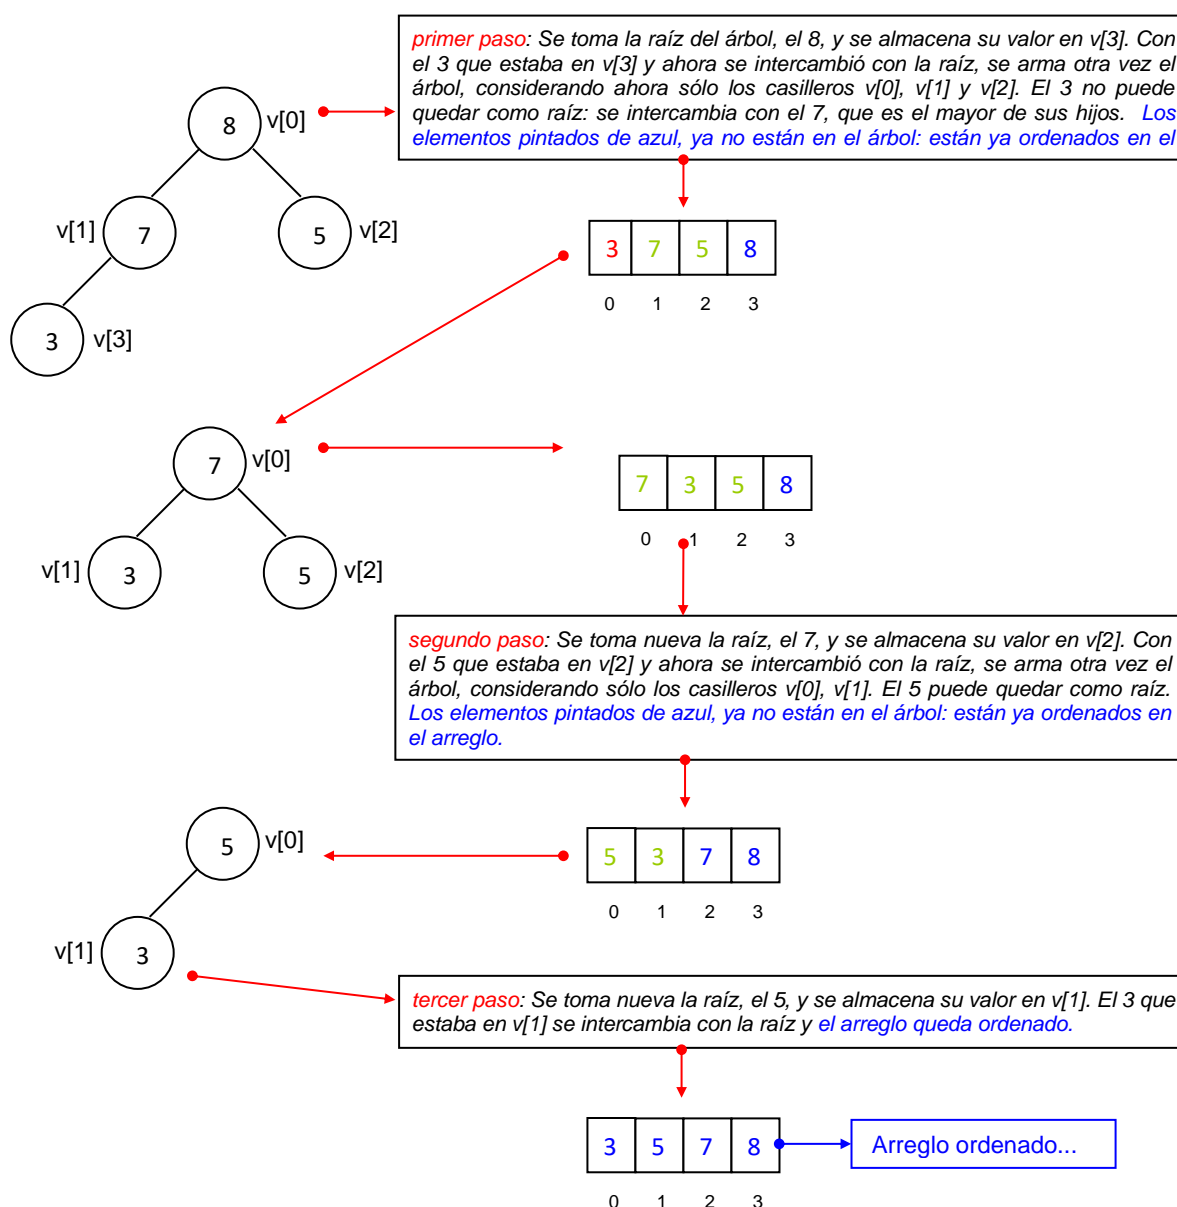 primer paso: Se toma la raíz del árbol, el 8, y se almacena su valor en v[3]. Con
el 3 que estaba en v[3] y ahora se intercambió con la raíz, se arma otra vez el
árbol, considerando ahora sólo los casilleros v[0], v[1] y v[2]. El 3 no puede
quedar como raíz: se intercambia con el 7, que es el mayor de sus hijos. Los
elementos pintados de azul, ya no están en el árbol: están ya ordenados en el
8 v[0]
v[1] 7 5 v[2]
3 v[3]
3 7 5 8
0 1 2 3
7 v[0]
v[1] 3 5 v[2]
7 3 5 8
0 1 2 3
segundo paso: Se toma nueva la raíz, el 7, y se almacena su valor en v[2]. Con
el 5 que estaba en v[2] y ahora se intercambió con la raíz, se arma otra vez el
árbol, considerando sólo los casilleros v[0], v[1]. El 5 puede quedar como raíz.
Los elementos pintados de azul, ya no están en el árbol: están ya ordenados en
el arreglo.
5 v[0]
v[1] 3
5 3 7 8
0 1 2 3
tercer paso: Se toma nueva la raíz, el 5, y se almacena su valor en v[1]. El 3 que
estaba en v[1] se intercambia con la raíz y el arreglo queda ordenado.
3 5 7 8
0 1 2 3
Arreglo ordenado...